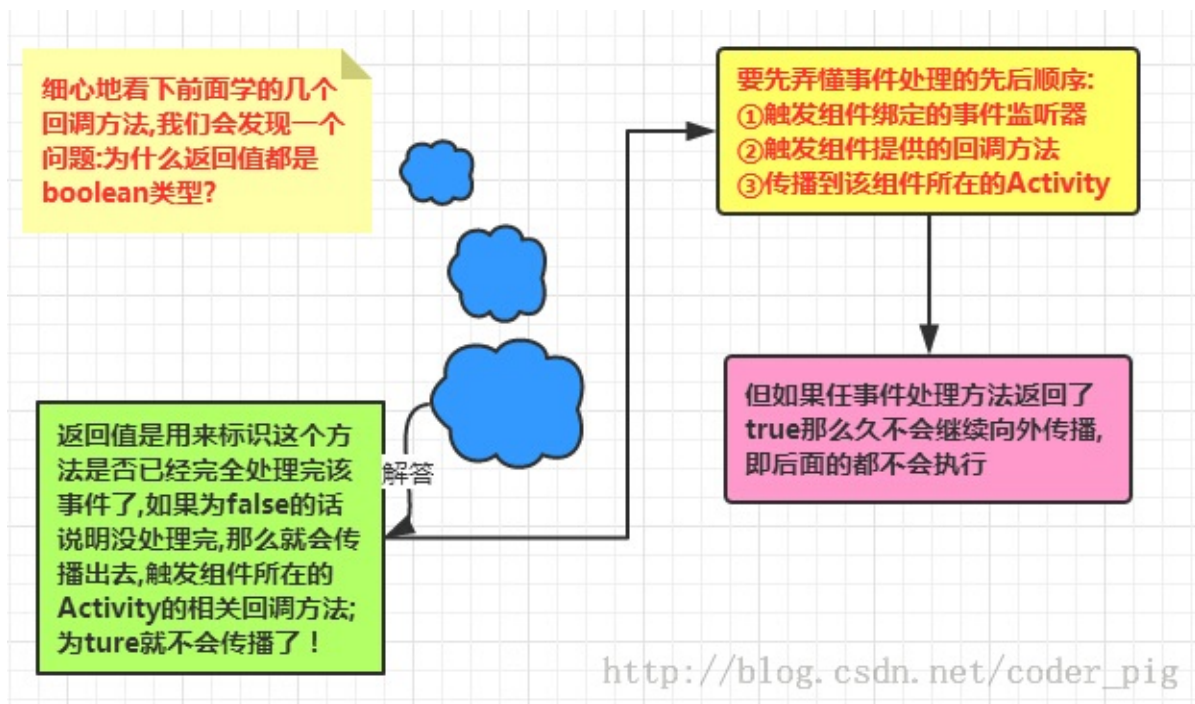 细心地看下前面学的几个
回调方法,我们会发现一个
问题:为什么返回值都是
boolean类型?
解答
返回值是用来标识这个方
法是否已经完全处理完该
事件了,如果为false的话
说明没处理完,那么就会传
播出去,触发组件所在的
Activity的相关回调方法;
为ture就不会传播了！
要先弄懂事件处理的先后顺序:
①触发组件绑定的事件监听器
②触发组件提供的回调方法
③传播到该组件所在的Activity
但如果任事件处理方法返回了
true那么久不会继续向外传播,
即后面的都不会执行
http://blog.csdn.net/coder_pig